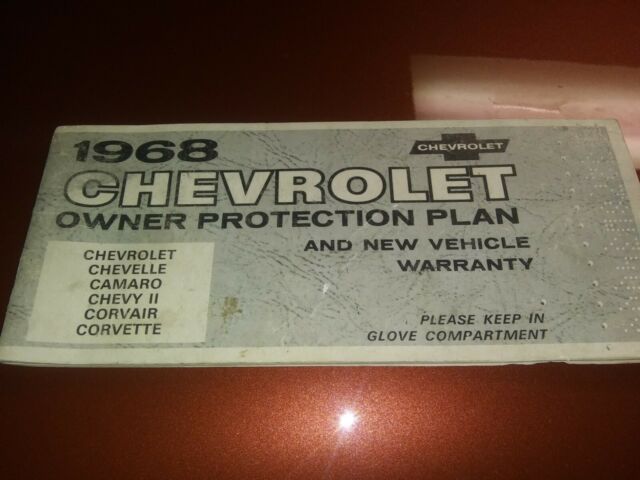 1968
CHEVROLET
CHEVROLET
OWNER PROTECTION PLAN
AND NEW VEHICLE
WARRANTY
CHEVROLET
CHEVELLE
CAMARO
CHEVY II
CORVAIR
CORVETTE
PLEASE KEEP IN
GLOVE COMPARTMENT